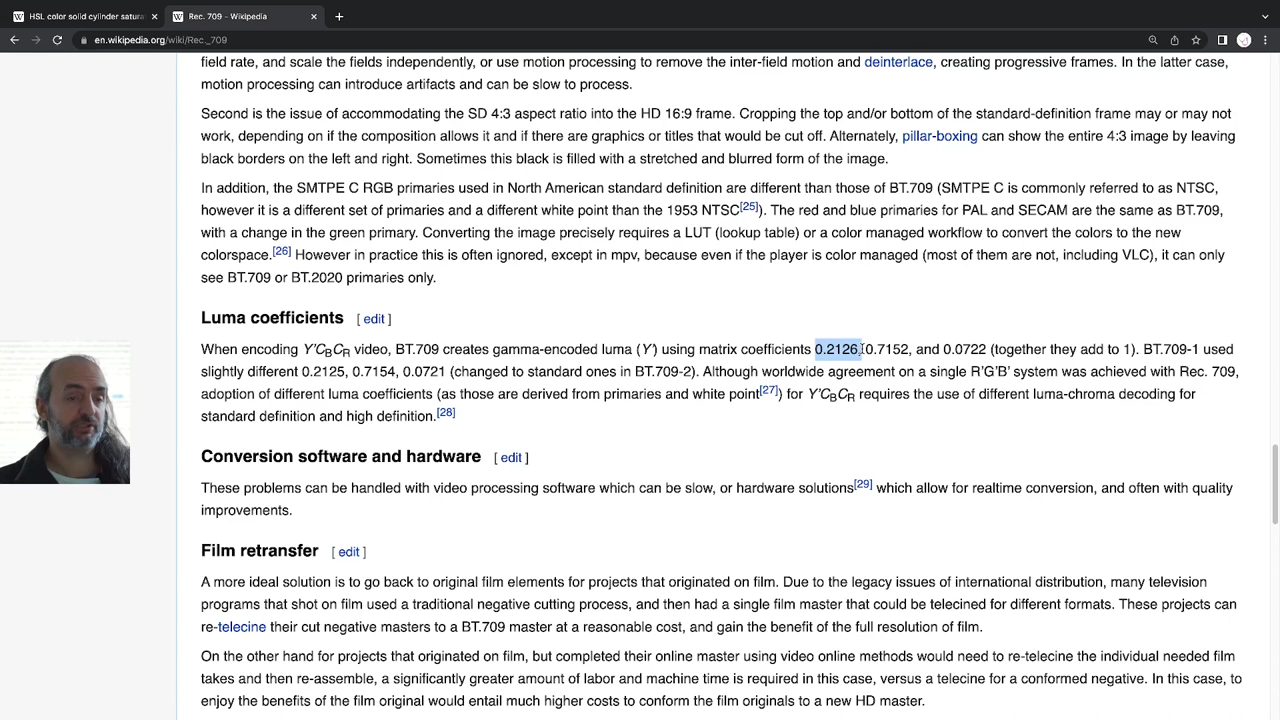 HSL color solid cylinder satura
Rec. 709 - Wikipedia
en.wikipedia.org/wiki/Rec._709
field rate, and scale the fields independently, or use motion processing to remove the inter-field motion and deinterlace, creating progressive frames. In the latter case,
motion processing can introduce artifacts and can be slow to process.
Second is the issue of accommodating the SD 4:3 aspect ratio into the HD 16:9 frame. Cropping the top and/or bottom of the standard-definition frame may or may not
work, depending on if the composition allows it and if there are graphics or titles that would be cut off. Alternately, pillar-boxing can show the entire 4:3 image by leaving
black borders on the left and right. Sometimes this black is filled with a stretched and blurred form of the image.
In addition, the SMTPE C RGB primaries used in North American standard definition are different than those of BT.709 (SMTPE C is commonly referred to as NTSC,
however it is a different set of primaries and a different white point than the 1953 NTSC[25]). The red and blue primaries for PAL and SECAM are the same as BT.709,
with a change in the green primary. Converting the image precisely requires a LUT (lookup table) or a color managed workflow to convert the colors to the new
colorspace.[26] However in practice this is often ignored, except in mpv, because even if the player is color managed (most of them are not, including VLC), it can only
see BT.709 or BT.2020 primaries only.
Luma coefficients [ edit ]
When encoding Y'CBCR video, BT.709 creates gamma-encoded luma (Y') using matrix coefficients 0.2126, 0.7152, and 0.0722 (together they add to 1). BT.709-1 used
slightly different 0.2125, 0.7154, 0.0721 (changed to standard ones in BT.709-2). Although worldwide agreement on a single R'G'B' system was achieved with Rec. 709,
adoption of different luma coefficients (as those are derived from primaries and white point[27]) for Y'CBCR requires the use of different luma-chroma decoding for
standard definition and high definition.[28]
Conversion software and hardware [ edit ]
These problems can be handled with video processing software which can be slow, or hardware solutions[29] which allow for realtime conversion, and often with quality
improvements.
Film retransfer [ edit ]
A more ideal solution is to go back to original film elements for projects that originated on film. Due to the legacy issues of international distribution, many television
programs that shot on film used a traditional negative cutting process, and then had a single film master that could be telecined for different formats. These projects can
re-telecine their cut negative masters to a BT.709 master at a reasonable cost, and gain the benefit of the full resolution of film.
On the other hand for projects that originated on film, but completed their online master using video online methods would need to re-telecine the individual needed film
takes and then re-assemble, a significantly greater amount of labor and machine time is required in this case, versus a telecine for a conformed negative. In this case, to
enjoy the benefits of the film original would entail much higher costs to conform the film originals to a new HD master.